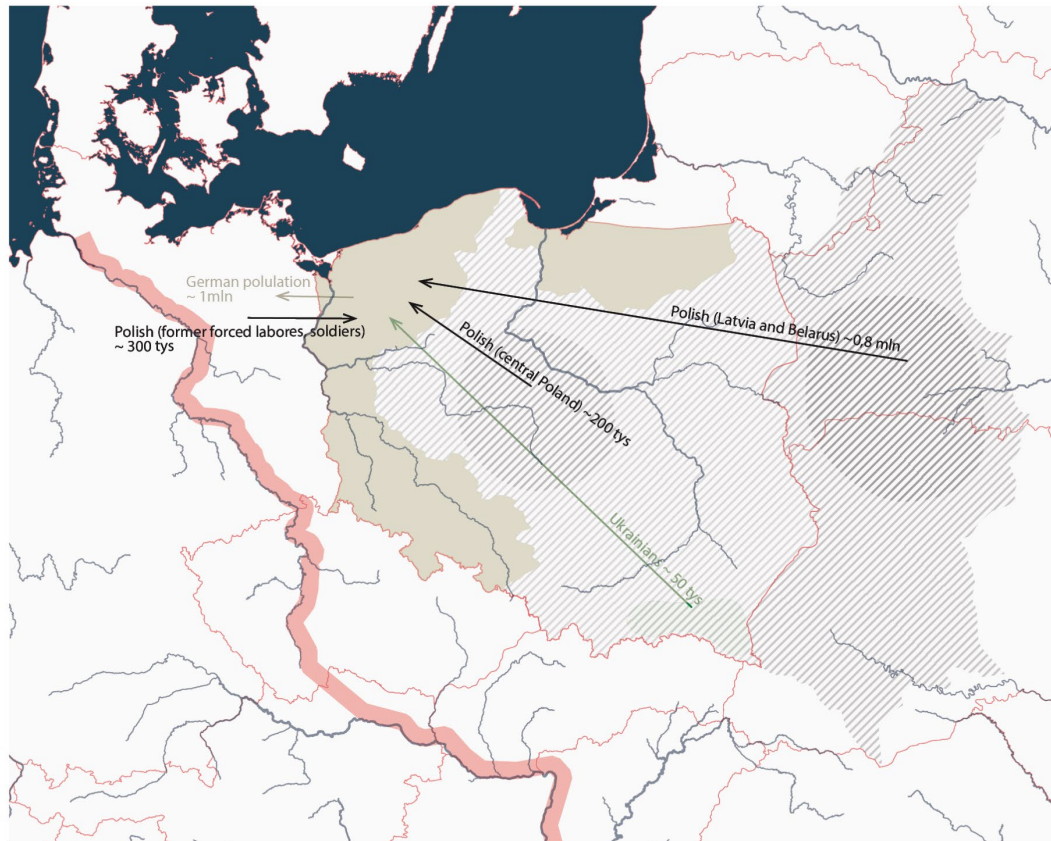 German polulation
~ 1mln
Polish (former forced labores, soldiers)
~ 300 tys
Polish (Latvia and Belarus) ~0,8 mln
Polish (central Poland) ~200 tys
Ukrainians ~ 50 tys